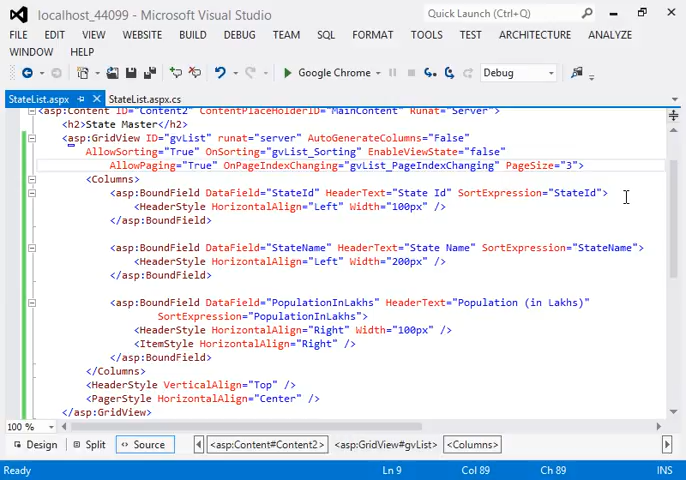 localhost_44099 - Microsoft Visual Studio
Quick Launch (Ctrl+Q)
FILE EDIT VIEW WEBSITE BUILD DEBUG TEAM SQL FORMAT TOOLS TEST ARCHITECTURE ANALYZE
WINDOW HELP
Google Chrome Debug
StateList.aspx StateList.aspx.cs
<asp:Content ID="Content2" ContentPlaceHolderID="MainContent" Runat="Server">
<h2>State Master</h2>
<asp:GridView ID="gvList" runat="server" AutoGenerateColumns="False"
AllowSorting="True" OnSorting="gvList_Sorting" EnableViewState="false"
AllowPaging="True" OnPageIndexChanging="gvList_PageIndexChanging" PageSize="3">
<Columns>
<asp:BoundField DataField="StateId" HeaderText="State Id" SortExpression="StateId">
<HeaderStyle HorizontalAlign="Left" Width="100px" />
</asp:BoundField>
<asp:BoundField DataField="StateName" HeaderText="State Name" SortExpression="StateName">
<HeaderStyle HorizontalAlign="Left" Width="200px" />
</asp:BoundField>
<asp:BoundField DataField="PopulationInLakhs" HeaderText="Population (in Lakhs)"
SortExpression="PopulationInLakhs">
<HeaderStyle HorizontalAlign="Right" Width="100px" />
<ItemStyle HorizontalAlign="Right" />
</asp:BoundField>
</Columns>
<HeaderStyle VerticalAlign="Top" />
<PagerStyle HorizontalAlign="Center" />
</asp:GridView>
100 %
Design Split Source <asp:Content#Content2> <asp:GridView#gvList> <Columns>
Ready Ln 9 Col 89 Ch 89 INS